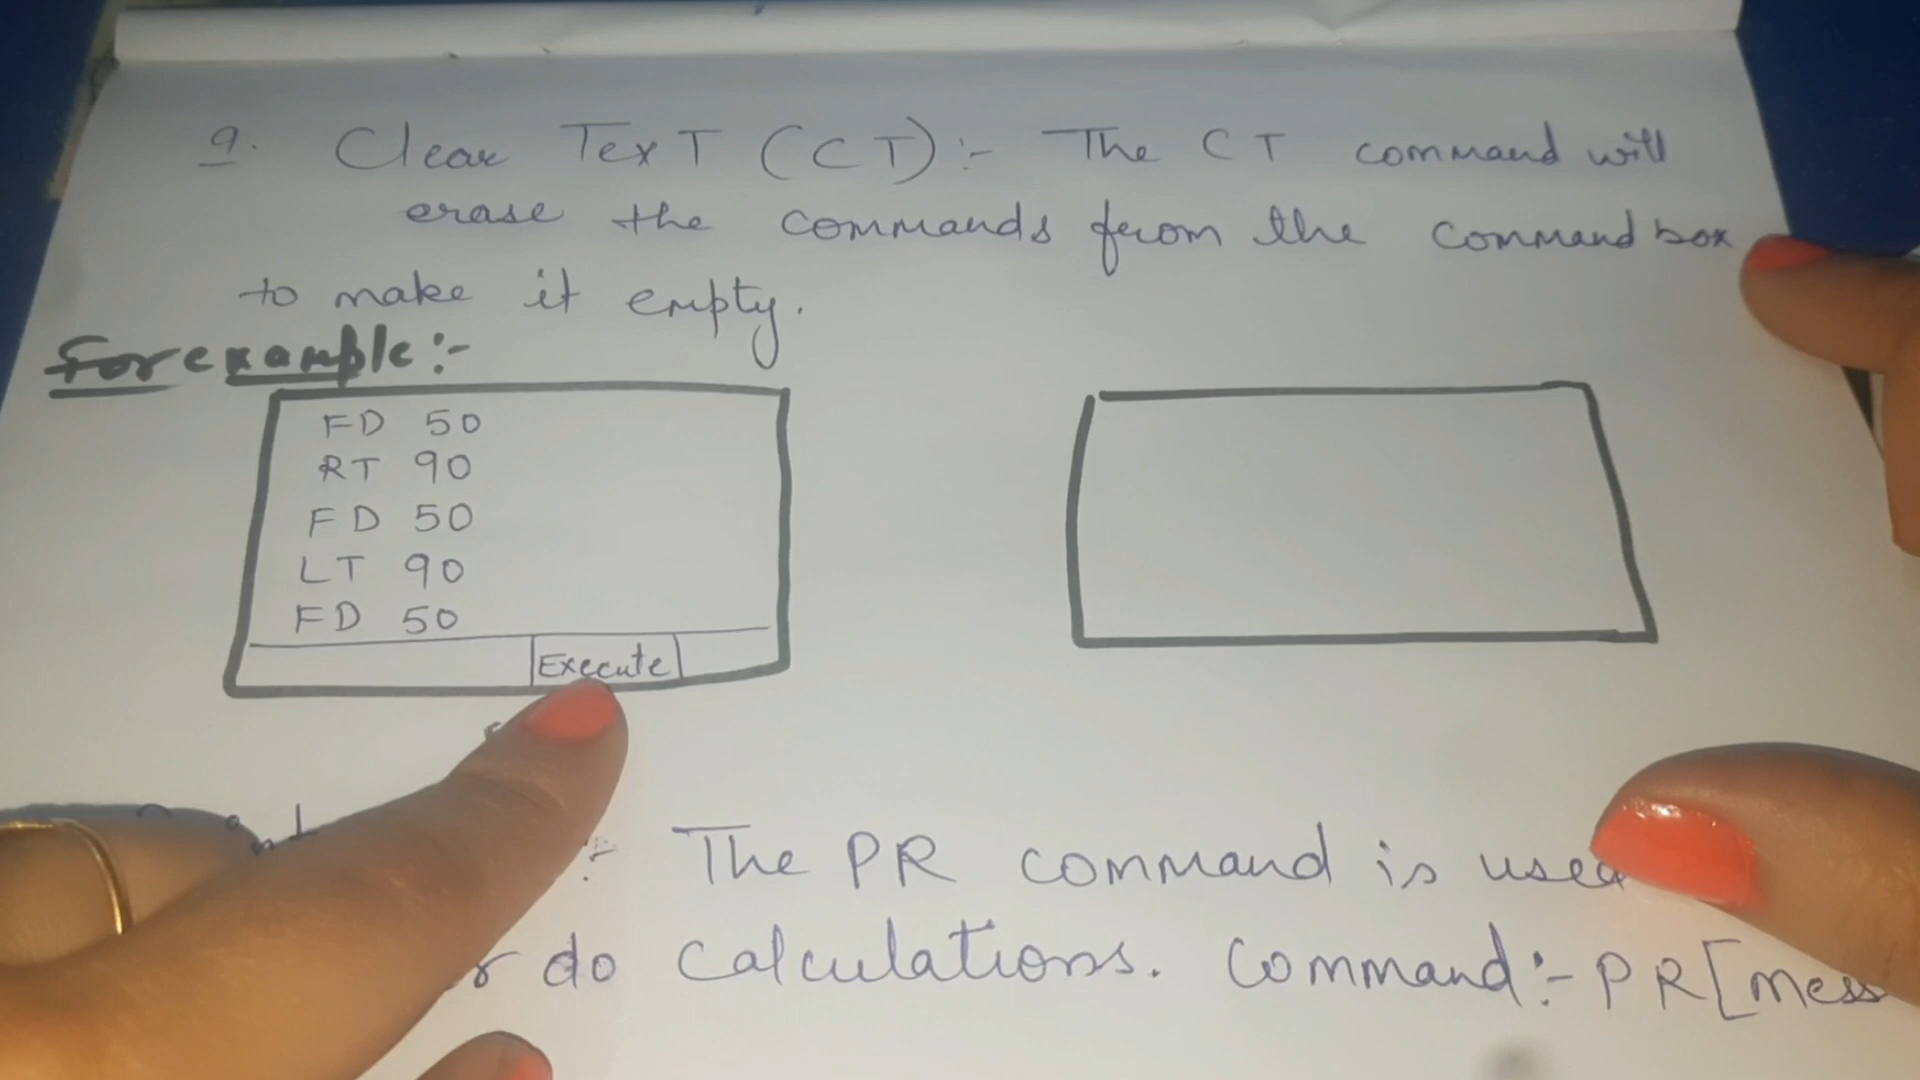 9. Clear Text (CT):- The CT command will
erase the commands from the command box
to make it empty.
For example:-
FD 50
RT 90
FD 50
LT 90
FD 50
Execute
:- The PR command is used
do calculations. Command:- PR[mess